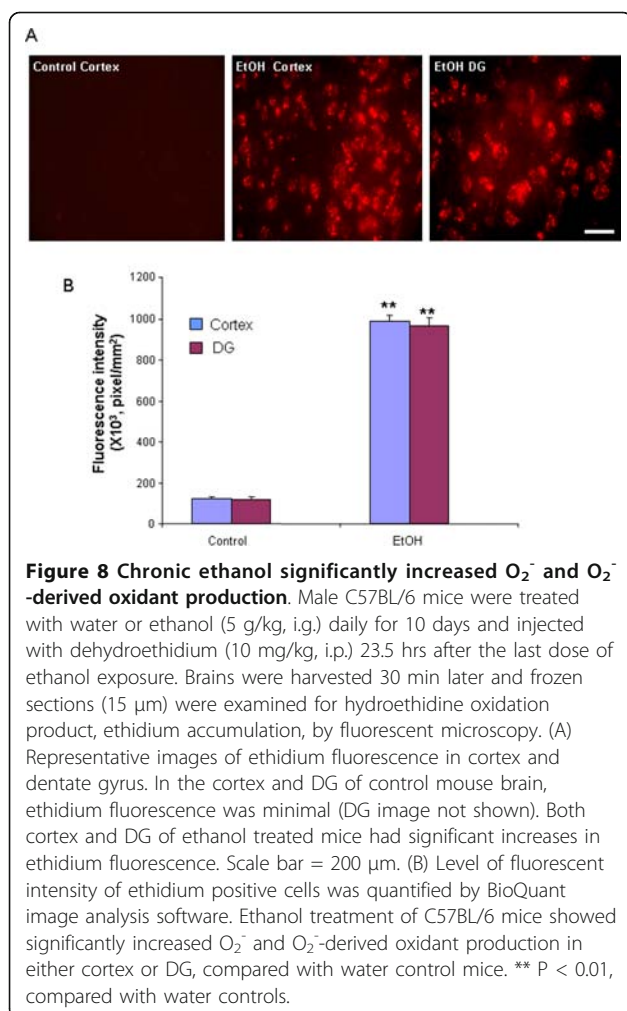 A
Control Cortex
EtOH Cortex
EtOH DG
B
Fluorescence intensity
(X10³, pixel/mm²)
1200
1000
800
600
400
200
0
Cortex
DG
**
**
Control
EtOH
Figure 8 Chronic ethanol significantly increased O₂⁻ and O₂⁻
-derived oxidant production. Male C57BL/6 mice were treated
with water or ethanol (5 g/kg, i.g.) daily for 10 days and injected
with dehydroethidium (10 mg/kg, i.p.) 23.5 hrs after the last dose of
ethanol exposure. Brains were harvested 30 min later and frozen
sections (15 μm) were examined for hydroethidine oxidation
product, ethidium accumulation, by fluorescent microscopy. (A)
Representative images of ethidium fluorescence in cortex and
dentate gyrus. In the cortex and DG of control mouse brain,
ethidium fluorescence was minimal (DG image not shown). Both
cortex and DG of ethanol treated mice had significant increases in
ethidium fluorescence. Scale bar = 200 μm. (B) Level of fluorescent
intensity of ethidium positive cells was quantified by BioQuant
image analysis software. Ethanol treatment of C57BL/6 mice showed
significantly increased O₂⁻ and O₂⁻-derived oxidant production in
either cortex or DG, compared with water control mice. ** P < 0.01,
compared with water controls.